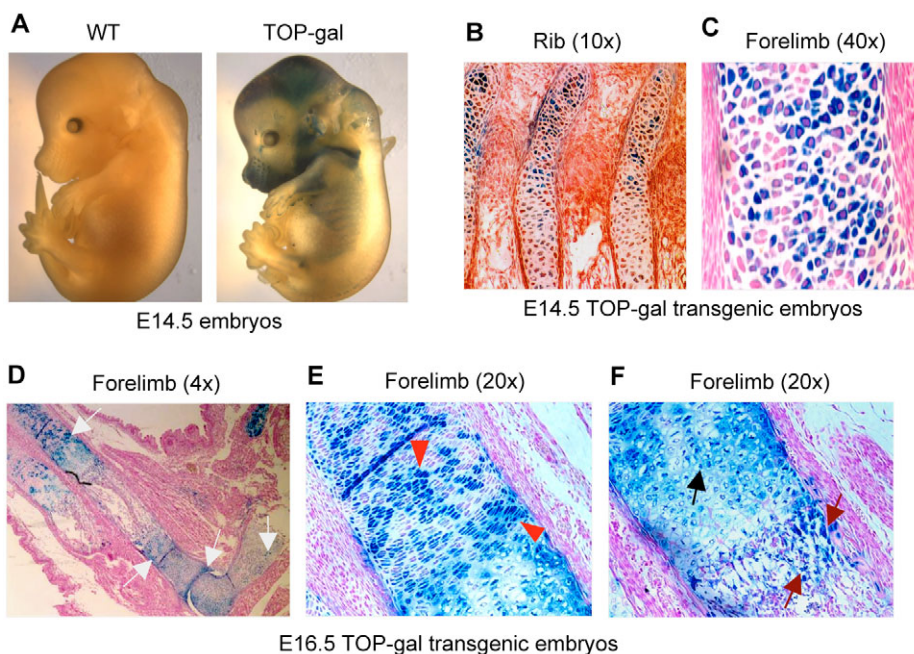 A
WT
TOP-gal
E14.5 embryos
B
Rib (10x)
C
Forelimb (40x)
E14.5 TOP-gal transgenic embryos
D
Forelimb (4x)
E
Forelimb (20x)
F
Forelimb (20x)
E16.5 TOP-gal transgenic embryos